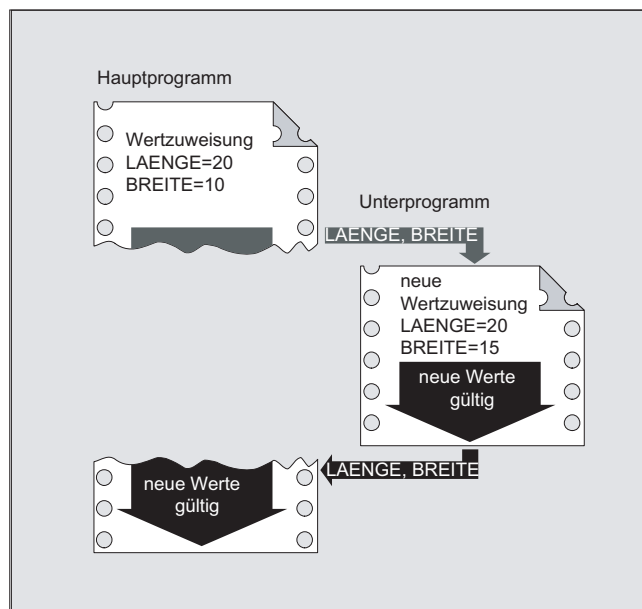 Hauptprogramm
Wertzuweisung
LAENGE=20
BREITE=10
Unterprogramm
LAENGE, BREITE
neue
Wertzuweisung
LAENGE=20
BREITE=15
neue Werte
gültig
LAENGE, BREITE
neue Werte
gültig